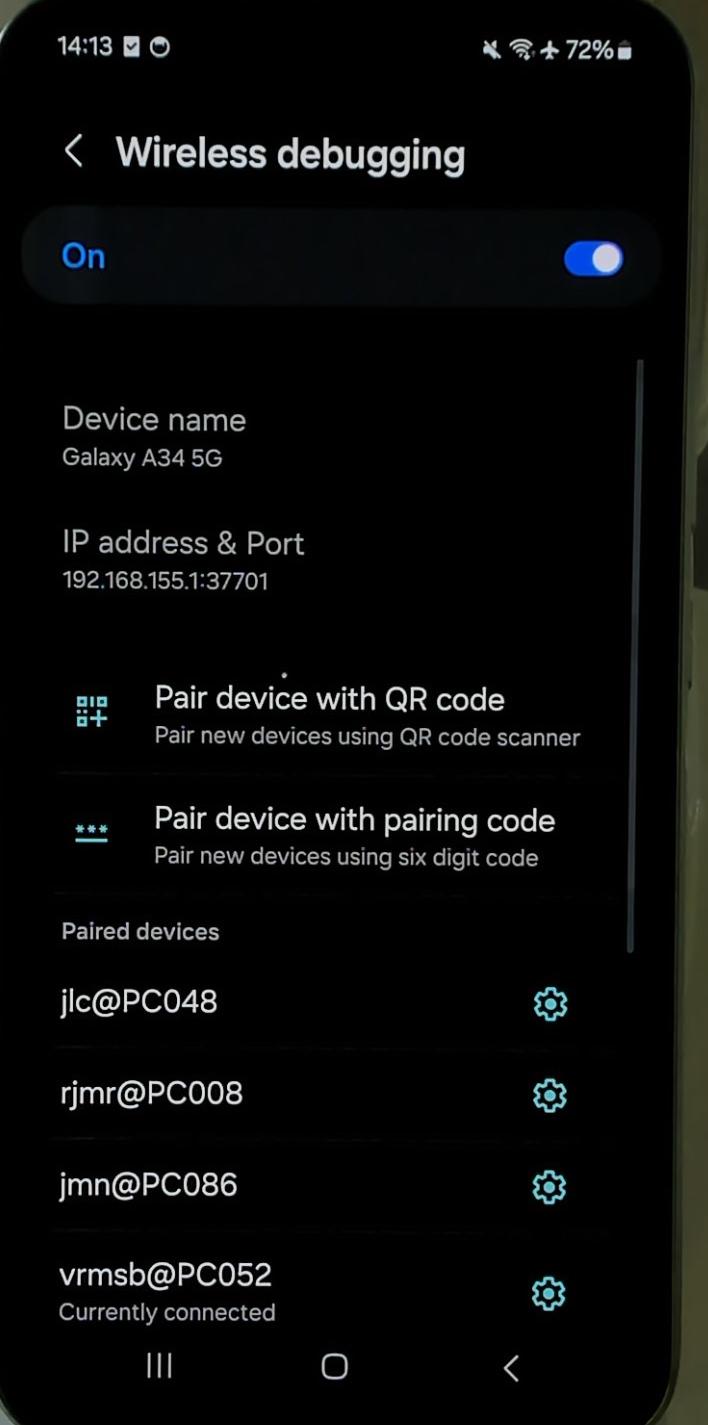 14:13
72%
Wireless debugging
On
Device name
Galaxy A34 5G
IP address & Port
192.168.155.1:37701
Pair device with QR code
Pair new devices using QR code scanner
Pair device with pairing code
Pair new devices using six digit code
Paired devices
jlc@PC048
rjmr@PC008
jmn@PC086
vrmsb@PC052
Currently connected